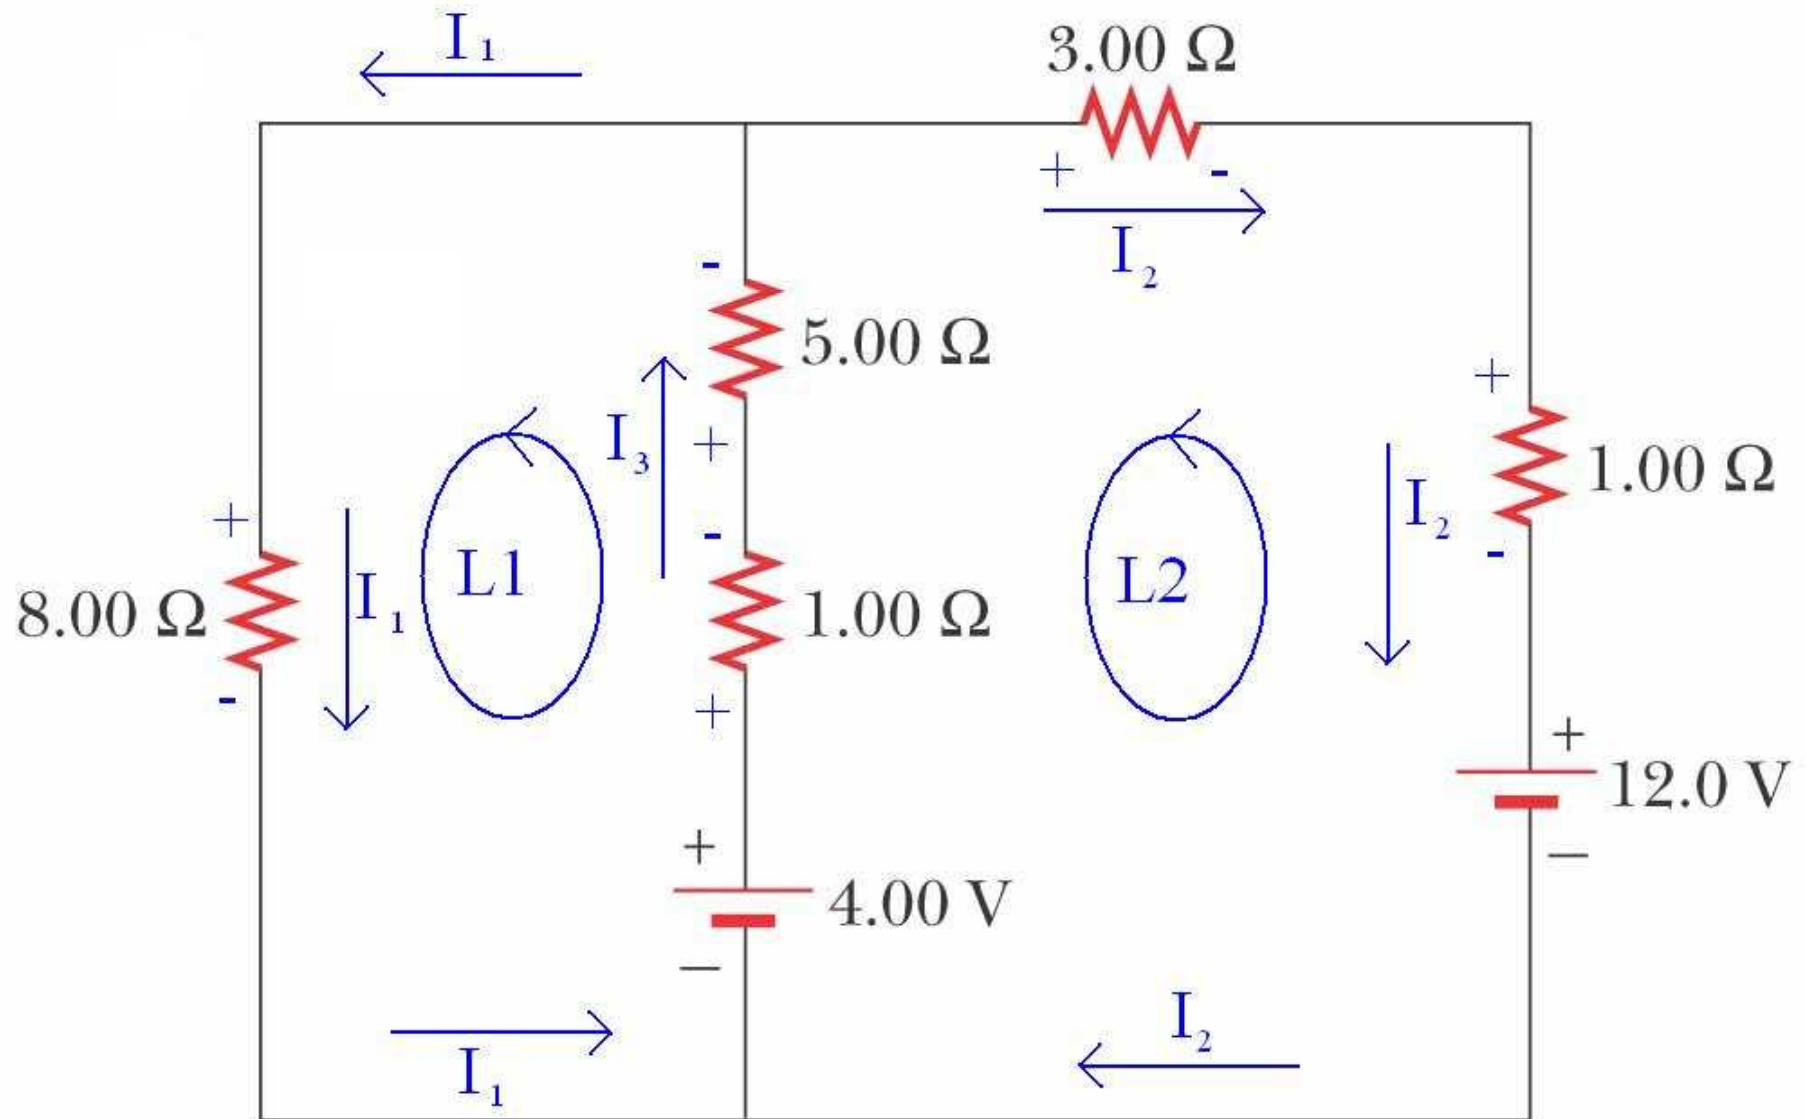 I₁
3.00 Ω
+ -
I₂
-
5.00 Ω
+
I₃
+
+
I₂
1.00 Ω
-
-
+
L1
L2
8.00 Ω
I₁
1.00 Ω
-
+
+
12.0 V
–
+
4.00 V
–
I₂
I₁